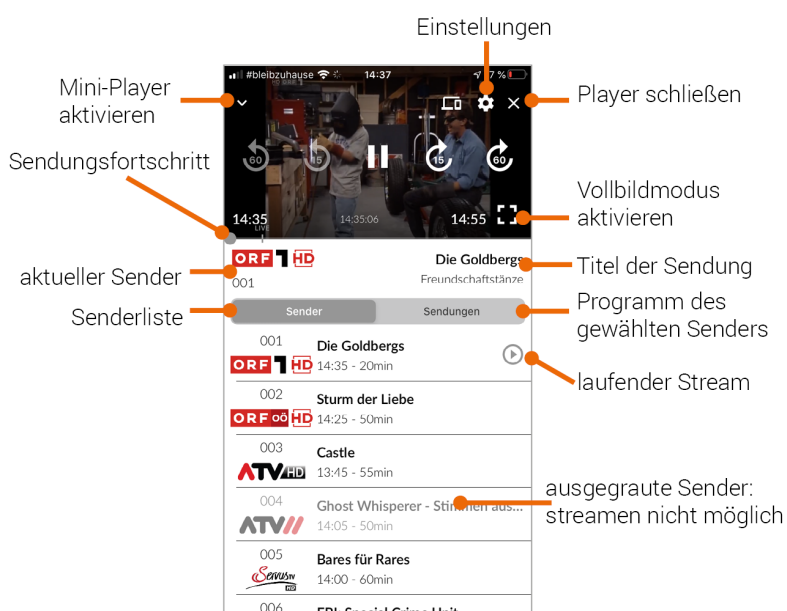 Einstellungen
#bleibzuhause 14:37 7 %
Mini-Player
aktivieren
Player schließen
60 15 15 60
Sendungsfortschritt
Vollbildmodus
aktivieren
14:35 14:35:06 14:55
LIVE
ORF 1 HD
Die Goldbergs
Titel der Sendung
aktueller Sender
001
Freundschaftstänze
Senderliste
Sender Sendungen
Programm des
gewählten Senders
001
Die Goldbergs
ORF 1 HD 14:35 - 20min
laufender Stream
002
Sturm der Liebe
ORF OÖ HD 14:25 - 50min
003
Castle
ATV HD 13:45 - 55min
004
Ghost Whisperer - Stimmen aus...
ATV// 14:05 - 50min
ausgegraute Sender:
streamen nicht möglich
005
Bares für Rares
ServusTV HD 14:00 - 60min
006